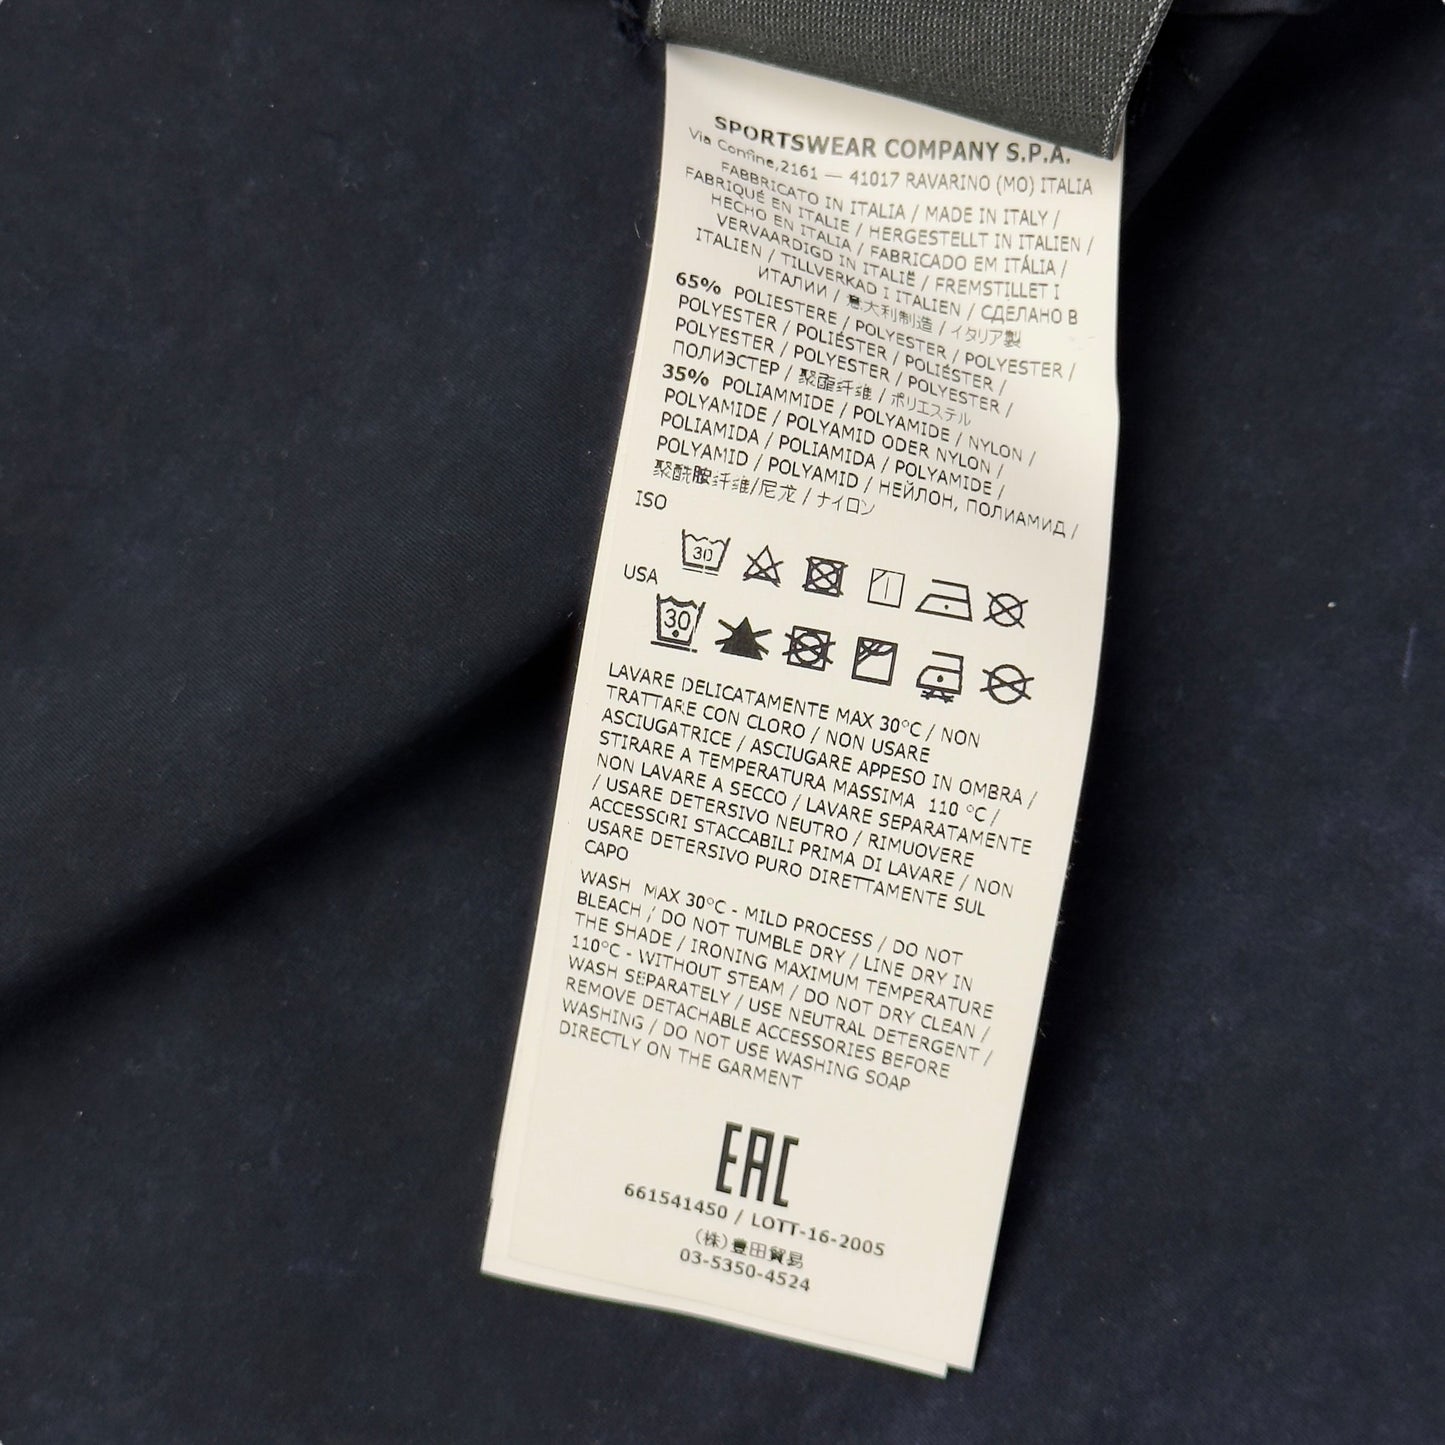 SPORTSWEAR COMPANY S.P.A.
Via Confine,2161 — 41017 RAVARINO (MO) ITALIA
FABBRICATO IN ITALIA / MADE IN ITALY /
FABRIQUÉ EN ITALIE / HERGESTELLT IN ITALIEN /
HECHO EN ITALIA / FABRICADO EM ITÁLIA /
VERVAARDIGD IN ITALIË / FREMSTILLET I
ITALIEN / TILLVERKAD I ITALIEN / СДЕЛАНО В
ИТАЛИИ / 意大利制造 / イタリア製
65% POLIESTERE / POLYESTER / POLYESTER /
POLYESTER / POLIÉSTER / POLIÉSTER /
POLYESTER / POLYESTER / POLYESTER /
ПОЛИЭСТЕР / 聚酯纤维 / ポリエステル
35% POLIAMMIDE / POLYAMIDE / NYLON /
POLYAMIDE / POLYAMID ODER NYLON /
POLIAMIDA / POLIAMIDA / POLYAMIDE /
POLYAMID / POLYAMID / НЕЙЛОН, ПОЛИАМИД /
聚酰胺纤维/尼龙 / ナイロン
ISO
30
USA
30
LAVARE DELICATAMENTE MAX 30°C / NON
TRATTARE CON CLORO / NON USARE
ASCIUGATRICE / ASCIUGARE APPESO IN OMBRA /
STIRARE A TEMPERATURA MASSIMA 110 °C /
NON LAVARE A SECCO / LAVARE SEPARATAMENTE
/ USARE DETERSIVO NEUTRO / RIMUOVERE
ACCESSORI STACCABILI PRIMA DI LAVARE / NON
USARE DETERSIVO PURO DIRETTAMENTE SUL
CAPO
WASH MAX 30°C - MILD PROCESS / DO NOT
BLEACH / DO NOT TUMBLE DRY / LINE DRY IN
THE SHADE / IRONING MAXIMUM TEMPERATURE
110°C - WITHOUT STEAM / DO NOT DRY CLEAN /
WASH SEPARATELY / USE NEUTRAL DETERGENT /
REMOVE DETACHABLE ACCESSORIES BEFORE
WASHING / DO NOT USE WASHING SOAP
DIRECTLY ON THE GARMENT
EAC
661541450 / LOTT-16-2005
(株)豊田貿易
03-5350-4524